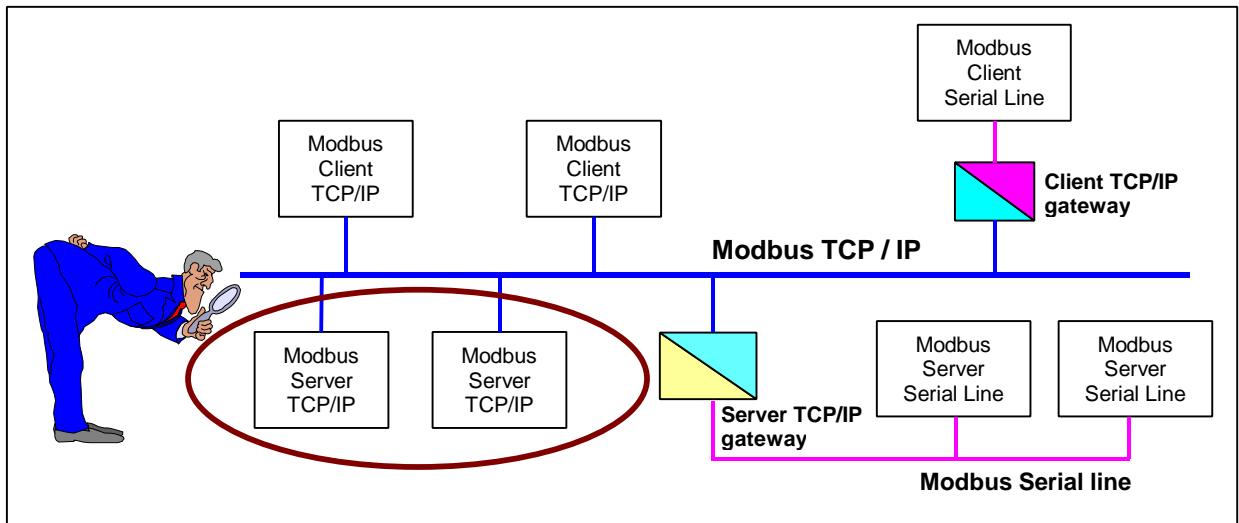 Modbus
Client
Serial Line
Modbus
Client
TCP/IP
Modbus
Client
TCP/IP
Client TCP/IP
gateway
Modbus TCP / IP
Modbus
Server
TCP/IP
Modbus
Server
TCP/IP
Server TCP/IP
gateway
Modbus
Server
Serial Line
Modbus
Server
Serial Line
Modbus Serial line